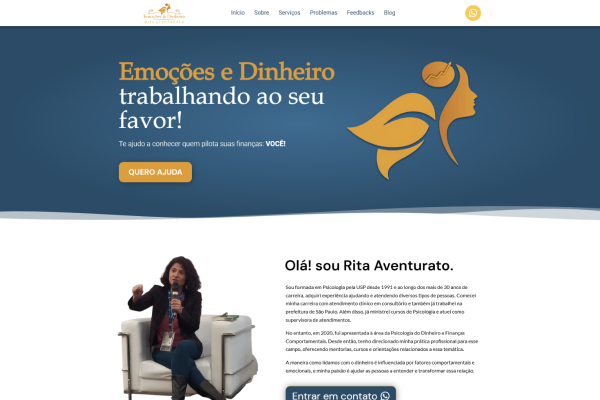 Emoções & Dinheiro
Início Sobre Serviços Problemas Feedbacks Blog
Emoções e Dinheiro
trabalhando ao seu
favor!
Te ajudo a conhecer quem pilota suas finanças: VOCÊ!
QUERO AJUDA
Olá! sou Rita Aventurato.
Sou formada em Psicologia pela USP desde 1991 e ao longo dos mais de 30 anos de
carreira, adquiri experiência ajudando e atendendo diversos tipos de pessoas. Comecei
minha carreira com atendimento clínico em consultório e também já trabalhei na
prefeitura de São Paulo. Além disso, já ministrei cursos de Psicologia e atuei como
supervisora de atendimentos.
No entanto, em 2020, fui apresentada à área da Psicologia do Dinheiro e Finanças
Comportamentais. Desde então, tenho direcionado minha prática profissional para esse
campo, oferecendo mentorias, cursos e orientações relacionados a essa temática.
A maneira como lidamos com o dinheiro é influenciada por fatores comportamentais e
emocionais, e minha paixão é ajudar as pessoas a entender e transformar essa relação.
Entrar em contato